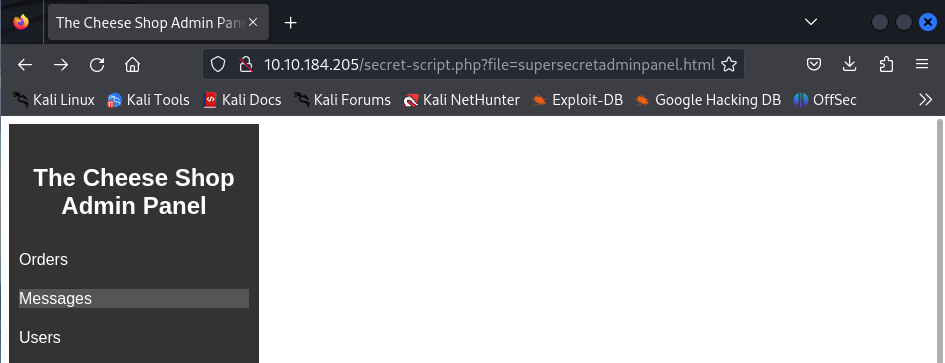 The Cheese Shop Admin Pan
10.10.184.205/secret-script.php?file=supersecretadminpanel.html
Kali Linux Kali Tools Kali Docs Kali Forums Kali NetHunter Exploit-DB Google Hacking DB OffSec
The Cheese Shop
Admin Panel
Orders
Messages
Users